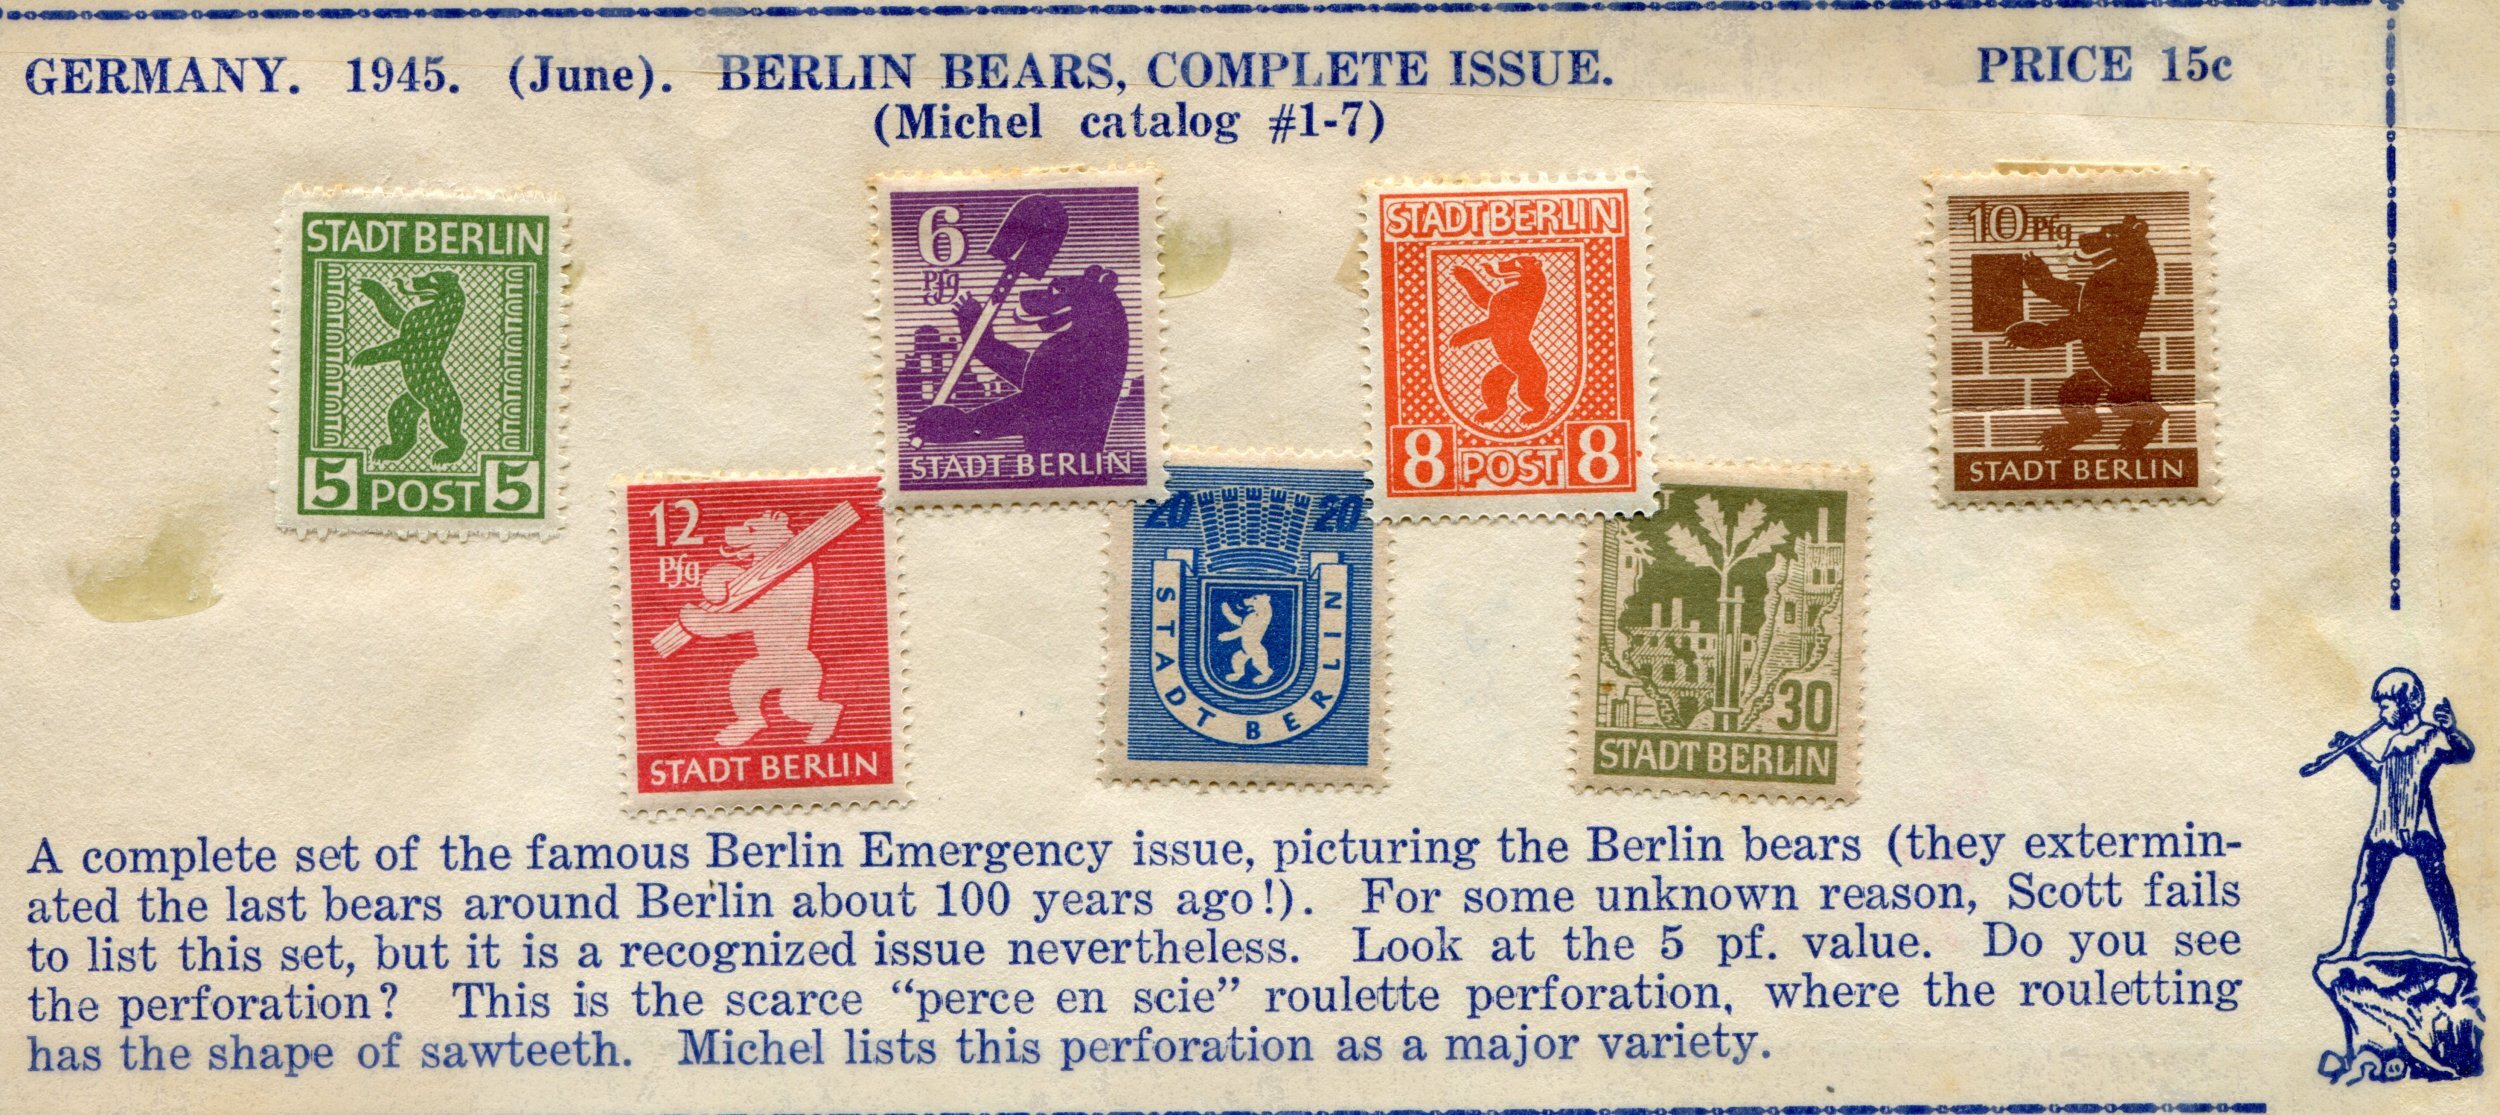 GERMANY. 1945. (June). BERLIN BEARS, COMPLETE ISSUE. PRICE 15c
(Michel catalog #1-7)
STADT BERLIN
5 POST 5
6
Pfg
STADT BERLIN
STADT BERLIN
8 POST 8
10 Pfg
STADT BERLIN
12
Pfg
STADT BERLIN
20 20
STADT BERLIN
30
STADT BERLIN
A complete set of the famous Berlin Emergency issue, picturing the Berlin bears (they extermin-
ated the last bears around Berlin about 100 years ago!). For some unknown reason, Scott fails
to list this set, but it is a recognized issue nevertheless. Look at the 5 pf. value. Do you see
the perforation? This is the scarce “perce en scie” roulette perforation, where the rouletting
has the shape of sawteeth. Michel lists this perforation as a major variety.